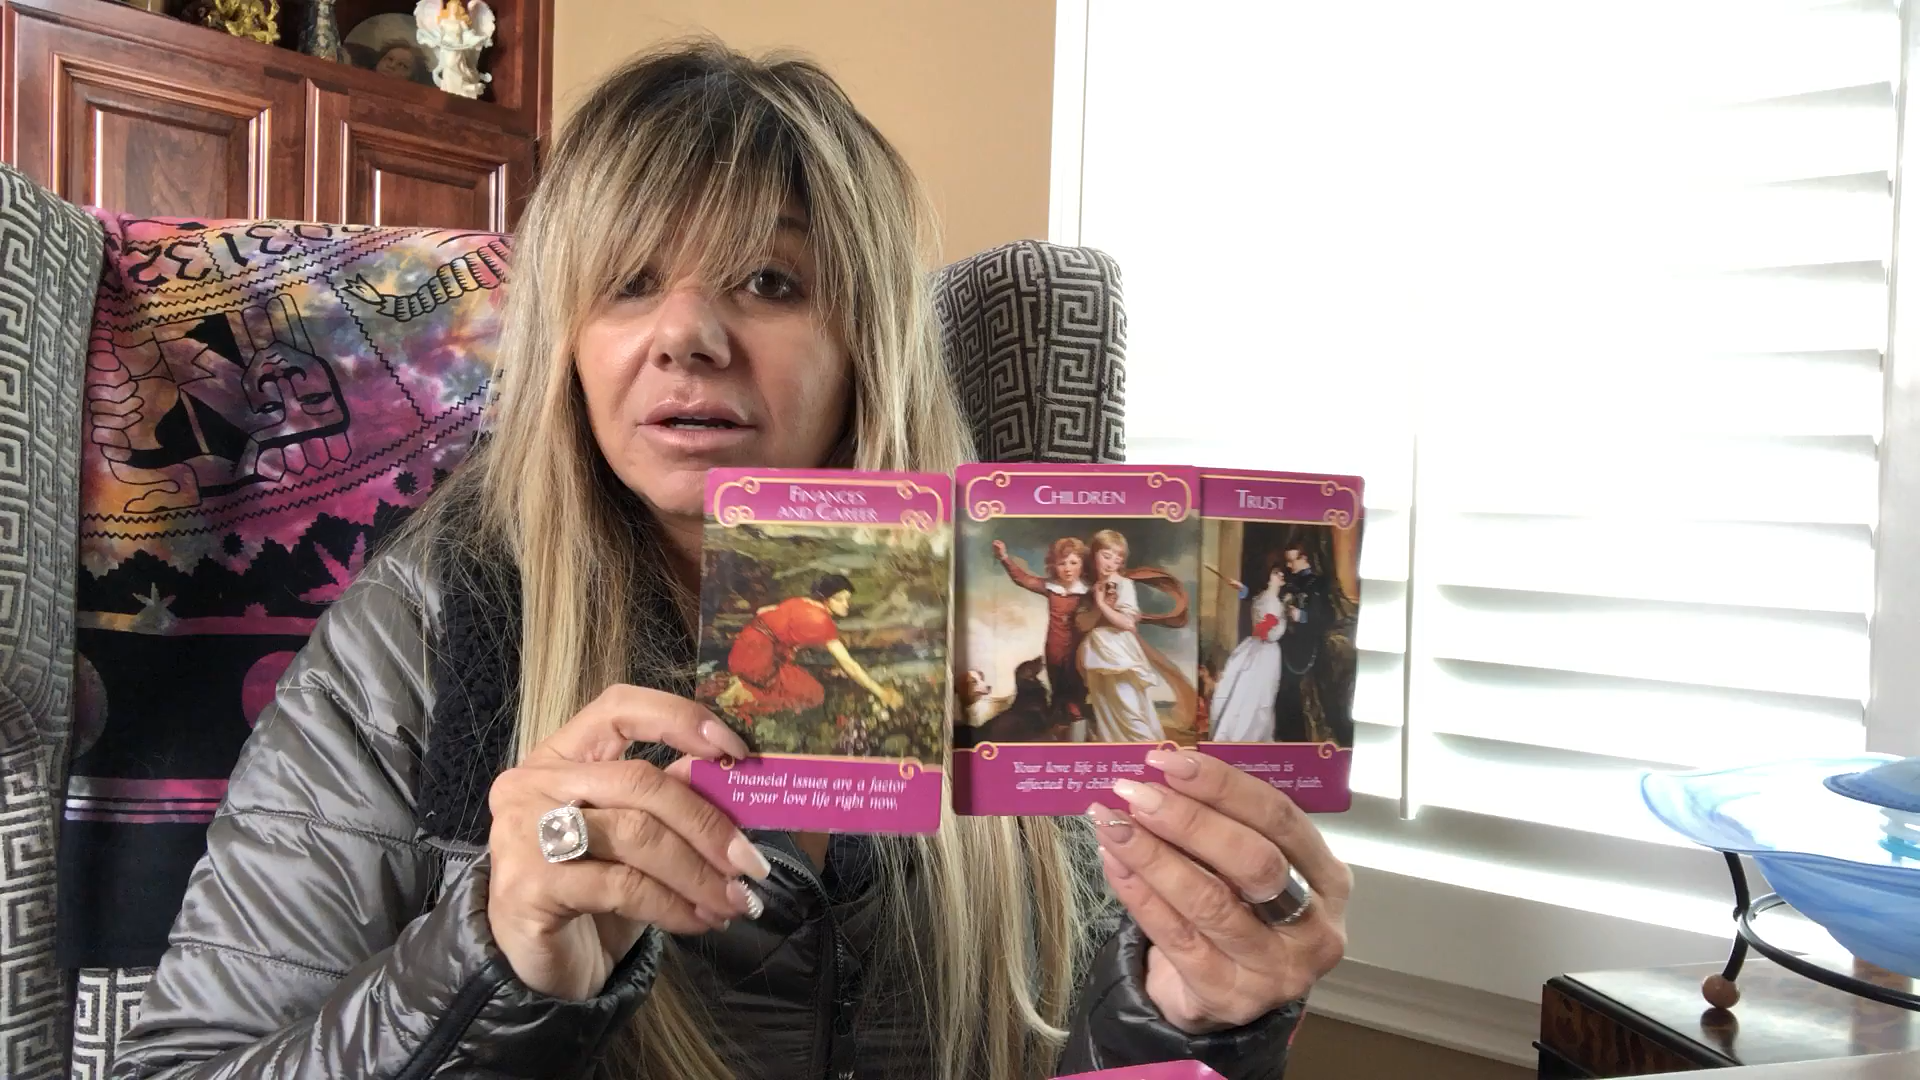 FINANCES
AND CAREER
Financial issues are a factor
in your love life right now.
CHILDREN
Your love life is being
affected by
TRUST
situation is
have faith.